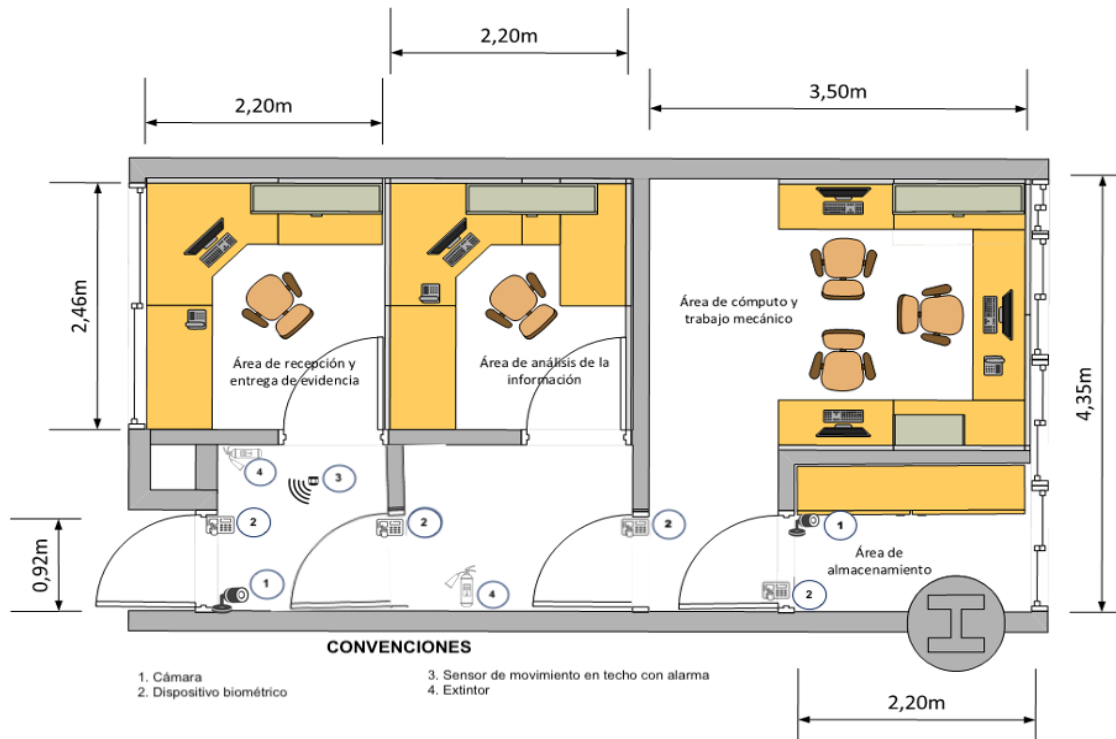 2,20m
2,20m
3,50m
2,46m
Área de recepción y
entrega de evidencia
Área de análisis de la
información
Área de cómputo y
trabajo mecánico
4,35m
4
3
2
2
2
1
0,92m
1
4
Área de
almacenamiento
2
CONVENCIONES
1. Cámara
2. Dispositivo biométrico
3. Sensor de movimiento en techo con alarma
4. Extintor
2,20m